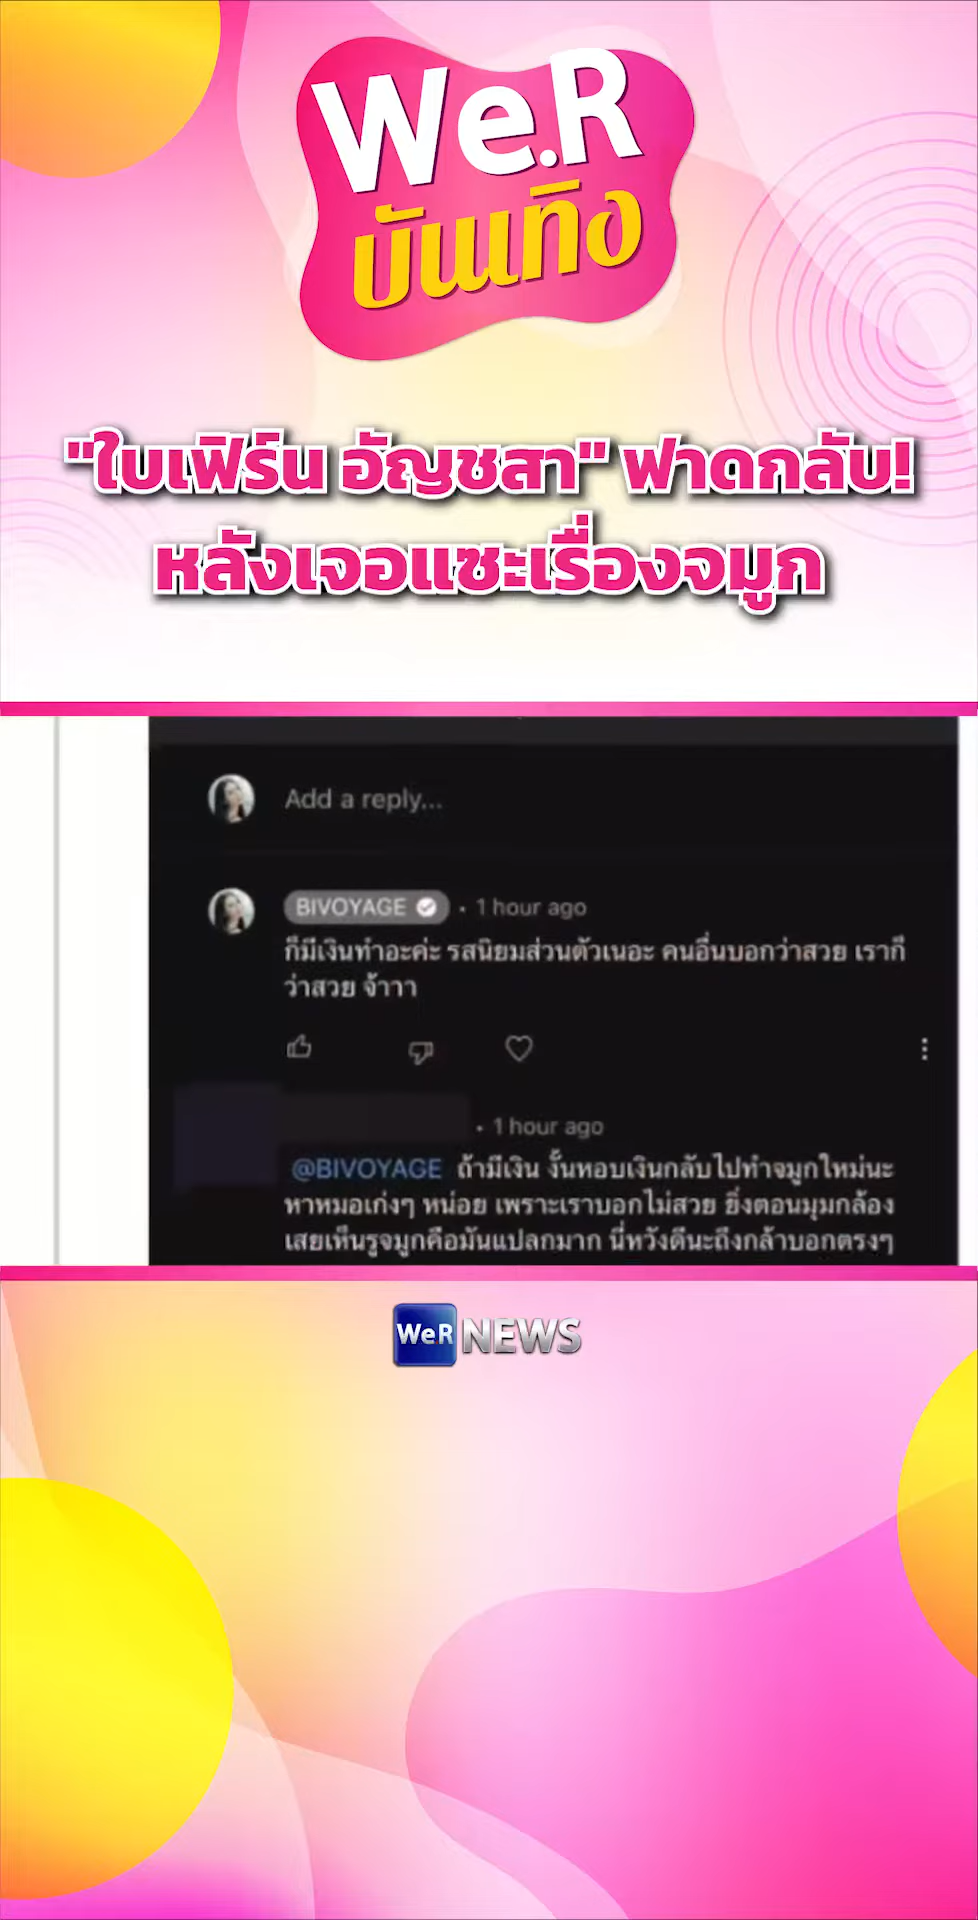 We.R
บันเทิง
"ใบเฟิร์น อัญชสา" ฟาดกลับ!
หลังเจอแซะเรื่องจมูก
Add a reply...
BIVOYAGE • 1 hour ago
ก็มีเงินทำอะค่ะ รสนิยมส่วนตัวเนอะ คนอื่นบอกว่าสวย เราก็
ว่าสวย จ้าาา
• 1 hour ago
@BIVOYAGE ถ้ามีเงิน งั้นหอบเงินกลับไปทำจมูกใหม่นะ
หาหมอเก่งๆ หน่อย เพราะเราบอกไม่สวย ยิ่งตอนมุมกล้อง
เสยเห็นรูจมูกคือมันแปลกมาก นี่หวังดีนะถึงกล้าบอกตรงๆ
WeR NEWS